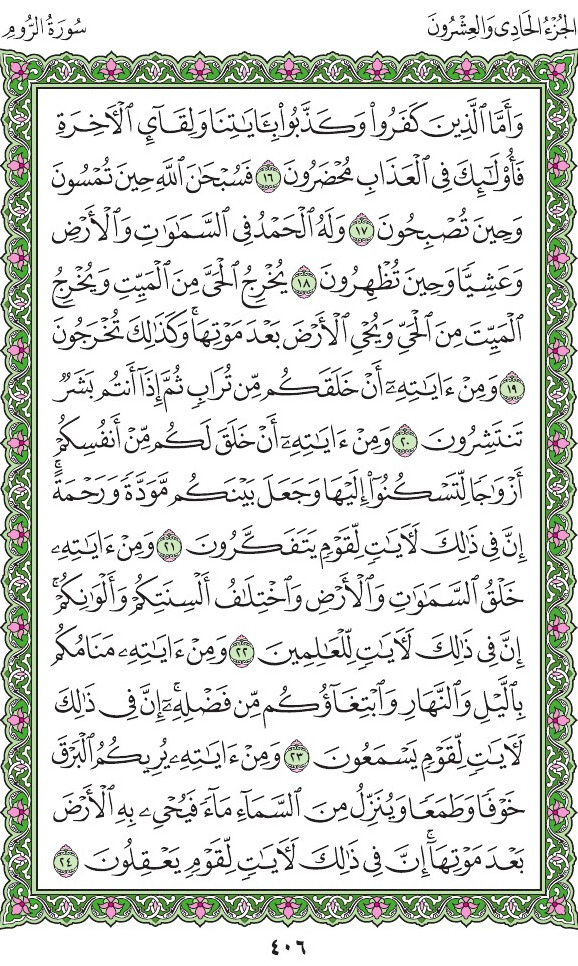 الجُزْءُ الحَادِي وَالعِشْرُونَ
سُورَةُ الرُّومِ
وَأَمَّا ٱلَّذِينَ كَفَرُواْ وَكَذَّبُواْ بِـَٔايَٰتِنَا وَلِقَآيِٕ ٱلْأٓخِرَةِ
فَأُوْلَٰٓئِكَ فِي ٱلْعَذَابِ مُحْضَرُونَ ١٦ فَسُبْحَٰنَ ٱللَّهِ حِينَ تُمْسُونَ
وَحِينَ تُصْبِحُونَ ١٧ وَلَهُ ٱلْحَمْدُ فِي ٱلسَّمَٰوَٰتِ وَٱلْأَرْضِ
وَعَشِيًّا وَحِينَ تُظْهِرُونَ ١٨ يُخْرِجُ ٱلْحَيَّ مِنَ ٱلْمَيِّتِ وَيُخْرِجُ
ٱلْمَيِّتَ مِنَ ٱلْحَيِّ وَيُحْيِ ٱلْأَرْضَ بَعْدَ مَوْتِهَاۚ وَكَذَٰلِكَ تُخْرَجُونَ
١٩ وَمِنْ ءَايَٰتِهِۦٓ أَنْ خَلَقَكُم مِّن تُرَابٖ ثُمَّ إِذَآ أَنتُم بَشَرٞ
تَنتَشِرُونَ ٢٠ وَمِنْ ءَايَٰتِهِۦٓ أَنْ خَلَقَ لَكُم مِّنْ أَنفُسِكُمْ
أَزْوَٰجٗا لِّتَسْكُنُوٓاْ إِلَيْهَا وَجَعَلَ بَيْنَكُم مَّوَدَّةٗ وَرَحْمَةًۚ
إِنَّ فِي ذَٰلِكَ لَأٓيَٰتٖ لِّقَوْمٖ يَتَفَكَّرُونَ ٢١ وَمِنْ ءَايَٰتِهِۦ
خَلْقُ ٱلسَّمَٰوَٰتِ وَٱلْأَرْضِ وَٱخْتِلَٰفُ أَلْسِنَتِكُمْ وَأَلْوَٰنِكُمْۚ
إِنَّ فِي ذَٰلِكَ لَأٓيَٰتٖ لِّلْعَٰلِمِينَ ٢٢ وَمِنْ ءَايَٰتِهِۦ مَنَامُكُم
بِٱلَّيْلِ وَٱلنَّهَارِ وَٱبْتِغَآؤُكُم مِّن فَضْلِهِۦٓۚ إِنَّ فِي ذَٰلِكَ
لَأٓيَٰتٖ لِّقَوْمٖ يَسْمَعُونَ ٢٣ وَمِنْ ءَايَٰتِهِۦ يُرِيكُمُ ٱلْبَرْقَ
خَوْفٗا وَطَمَعٗا وَيُنَزِّلُ مِنَ ٱلسَّمَآءِ مَآءٗ فَيُحْيِۦ بِهِ ٱلْأَرْضَ
بَعْدَ مَوْتِهَآۚ إِنَّ فِي ذَٰلِكَ لَأٓيَٰتٖ لِّقَوْمٖ يَعْقِلُونَ ٢٤
٤٠٦